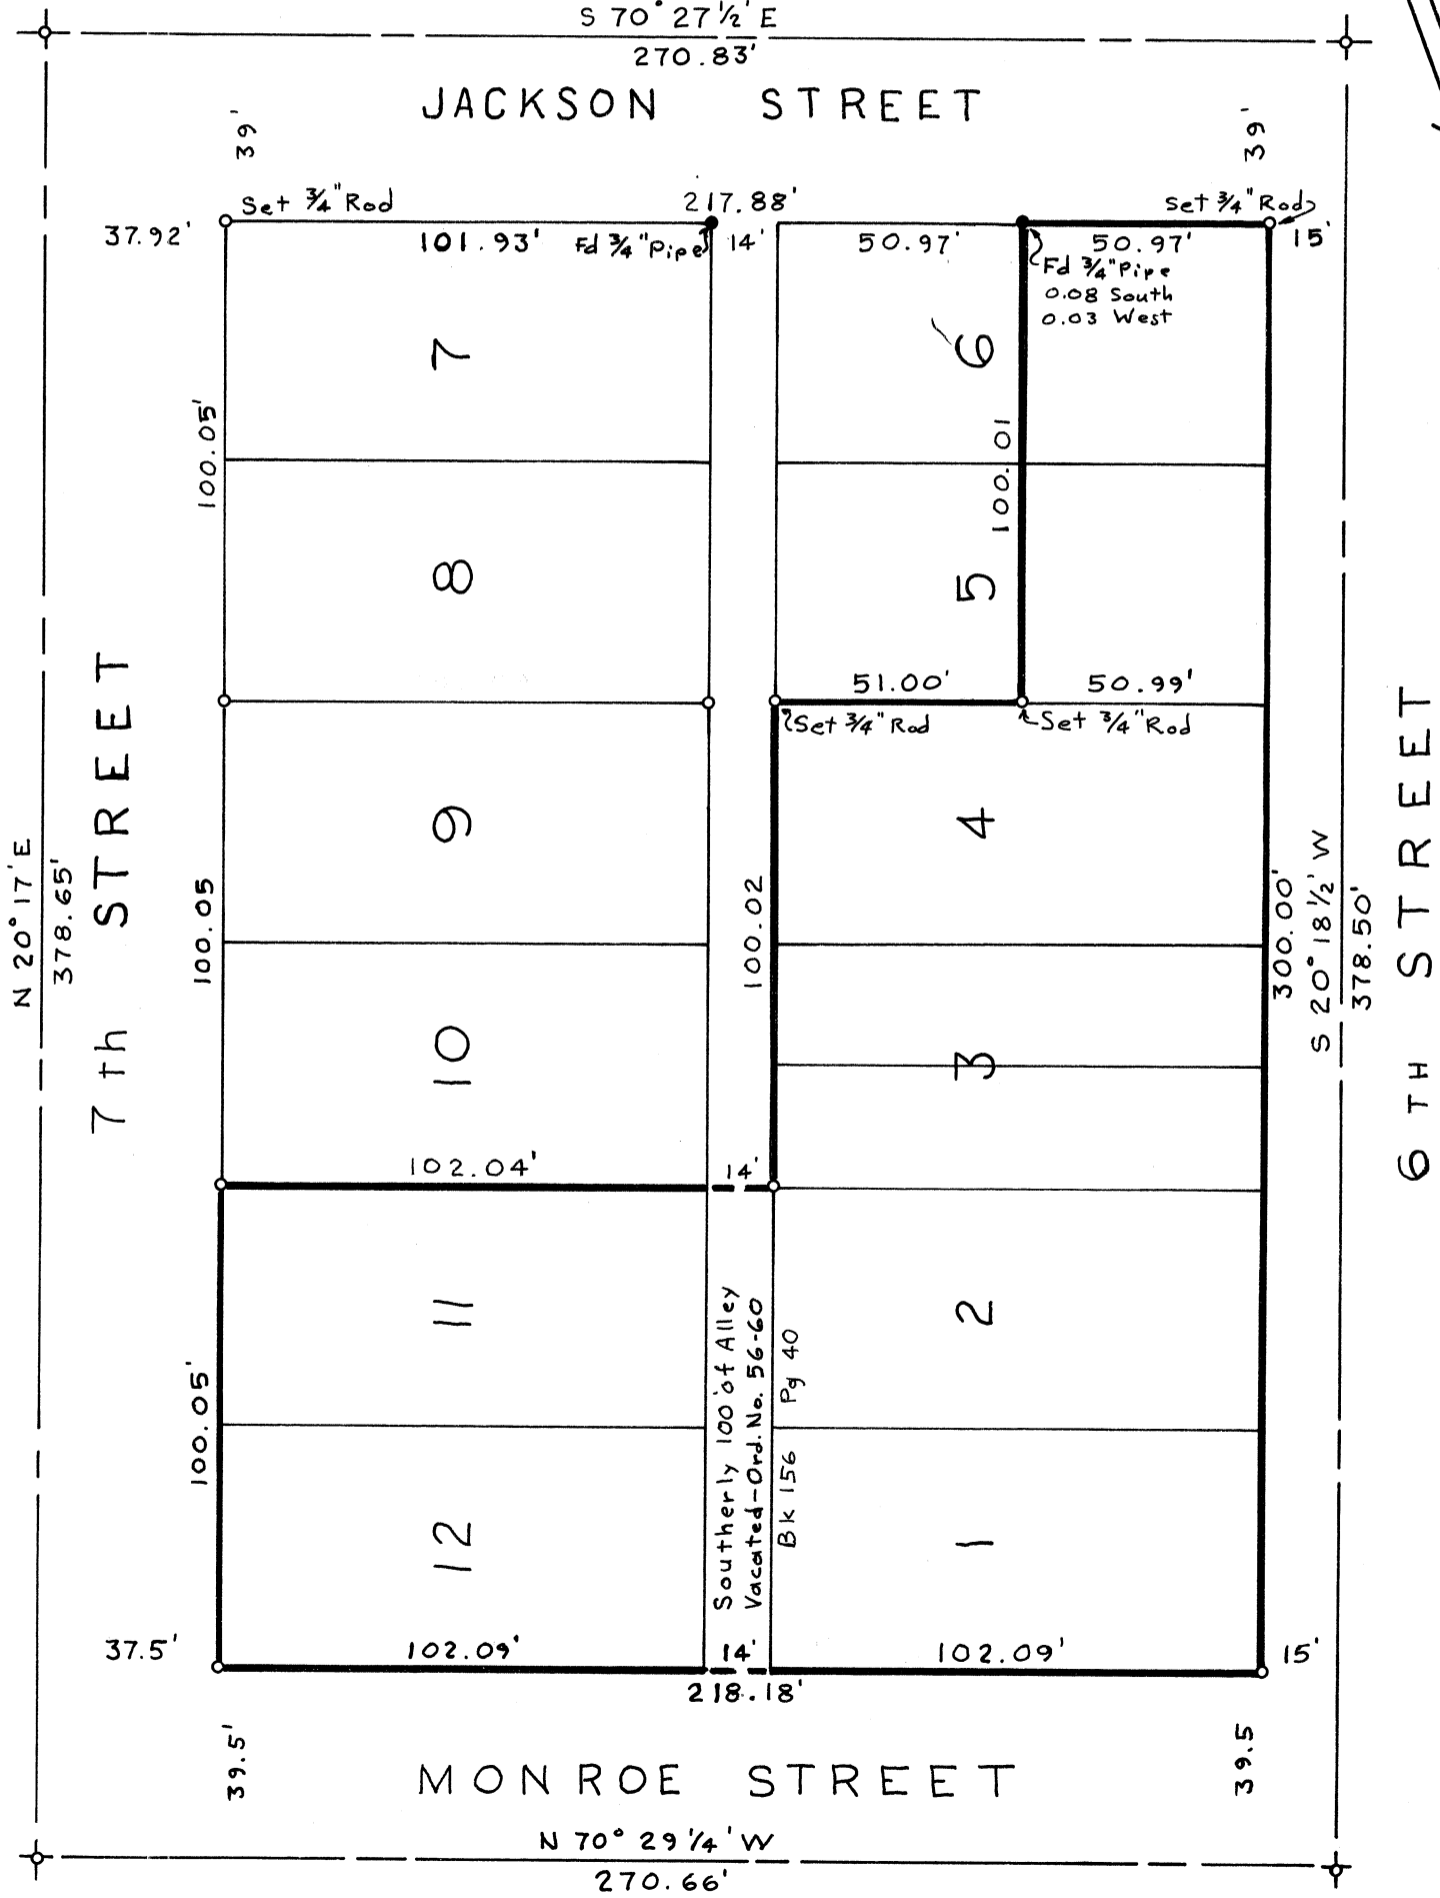 S 70° 27 ½' E
270.83'
JACKSON STREET
39'
39'
Set ¾" Rod
217.88'
Set ¾" Rod
37.92'
101.93'
Fd ¾" Pipe
14'
50.97'
50.97'
15'
Fd ¾" Pipe
0.08 South
0.03 West
7
6
100.05'
100.01
8
5
51.00'
50.99'
Set ¾" Rod
Set ¾" Rod
7th STREET
N 20° 17' E
378.65'
9
4
100.05
100.02
300.00'
S 20° 18 ½' W
378.50'
6TH STREET
10
3
102.04'
14'
11
2
Southerly 100' of Alley
Vacated-Ord. No. 56-60
Bk 156 Pg 40
100.05'
12
1
37.5'
102.09'
14'
102.09'
15'
218.18'
39.5'
39.5
MONROE STREET
N 70° 29 ¼' W
270.66'